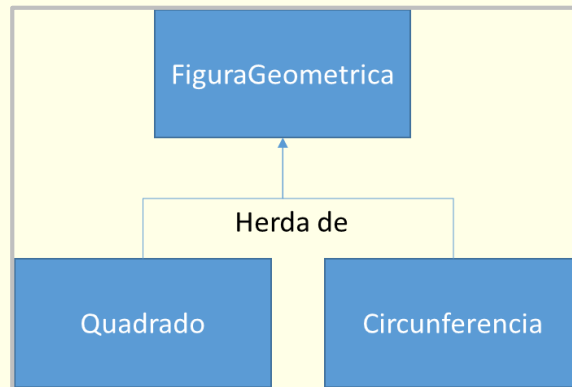 FiguraGeometrica
Herda de
Quadrado
Circunferencia